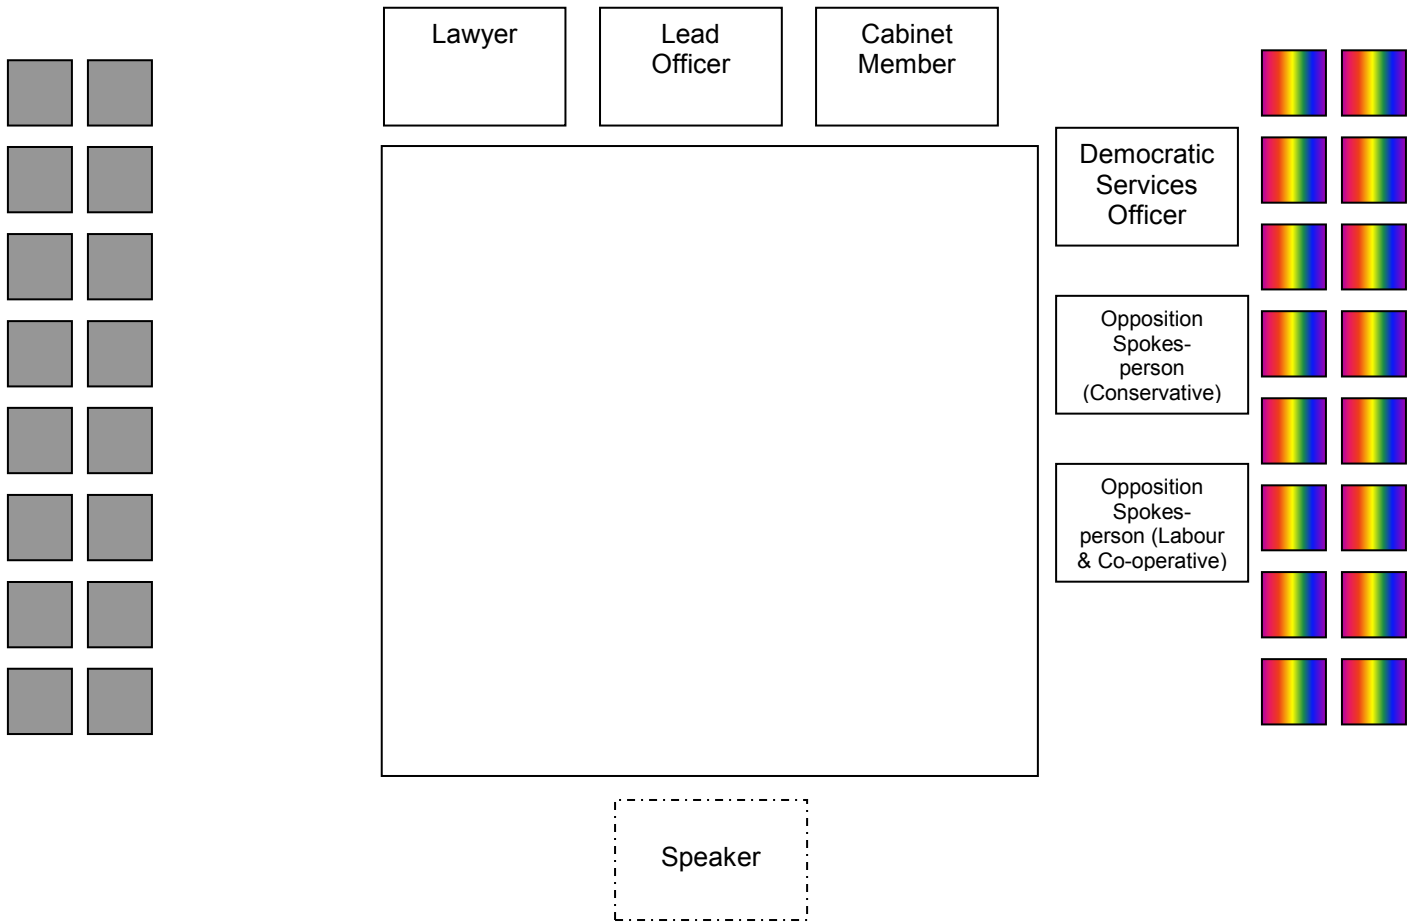 Lawyer
Lead
Officer
Cabinet
Member
Democratic
Services
Officer
Opposition
Spokes-
person
(Conservative)
Opposition
Spokes-
person (Labour
& Co-operative)
Speaker